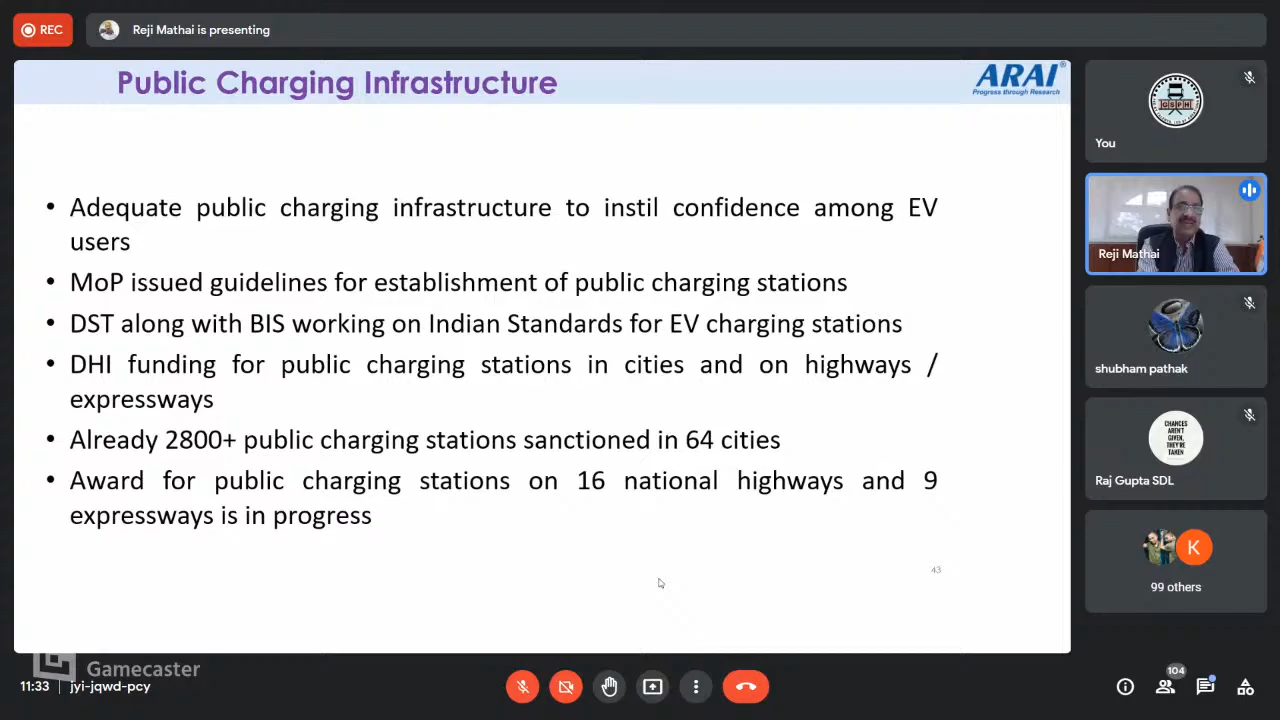 REC
Reji Mathai is presenting
Public Charging Infrastructure
ARAI
®
Progress through Research
• Adequate public charging infrastructure to instil confidence among EV
users
• MoP issued guidelines for establishment of public charging stations
• DST along with BIS working on Indian Standards for EV charging stations
• DHI funding for public charging stations in cities and on highways /
expressways
• Already 2800+ public charging stations sanctioned in 64 cities
• Award for public charging stations on 16 national highways and 9
expressways is in progress
43
GSPH
You
Reji Mathai
shubham pathak
CHANCES
AREN'T
GIVEN,
THEY'RE
TAKEN
Raj Gupta SDL
K
99 others
Gamecaster
11:33 | jyi-jqwd-pcy
104